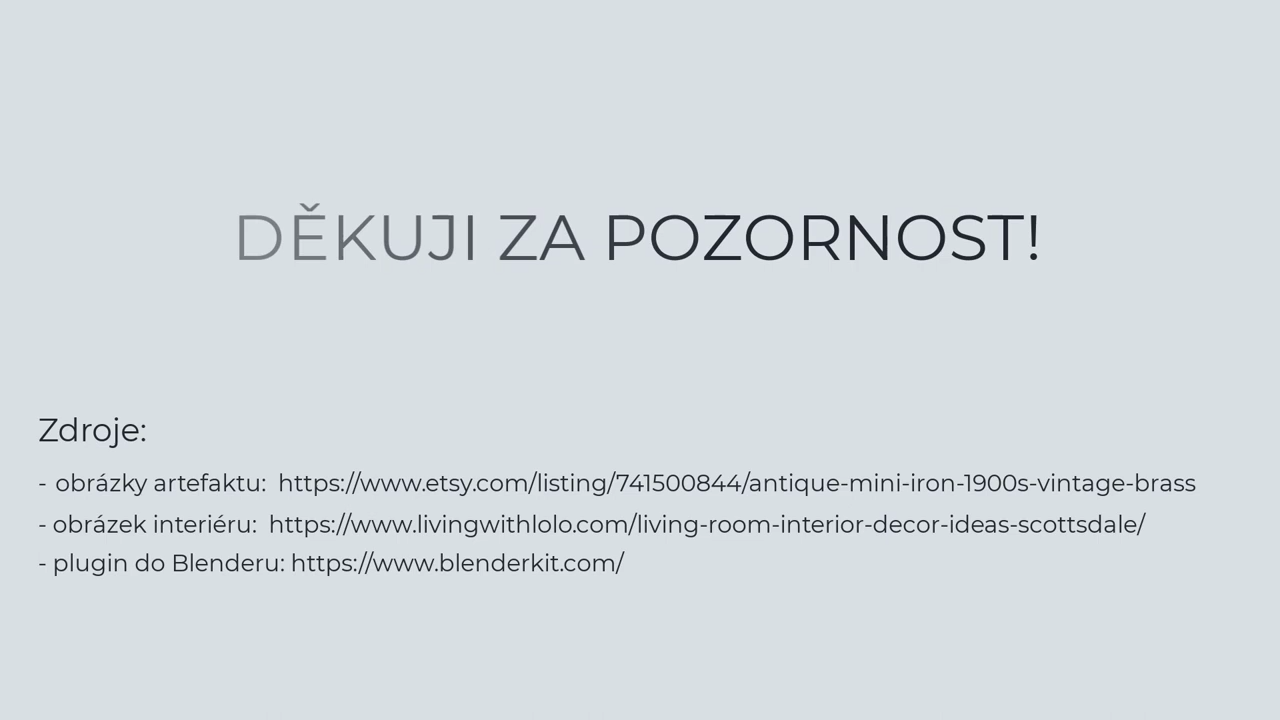 DĚKUJI ZA POZORNOST!
Zdroje:
- obrázky artefaktu: https://www.etsy.com/listing/741500844/antique-mini-iron-1900s-vintage-brass
- obrázek interiéru: https://www.livingwithlolo.com/living-room-interior-decor-ideas-scottsdale/
- plugin do Blenderu: https://www.blenderkit.com/